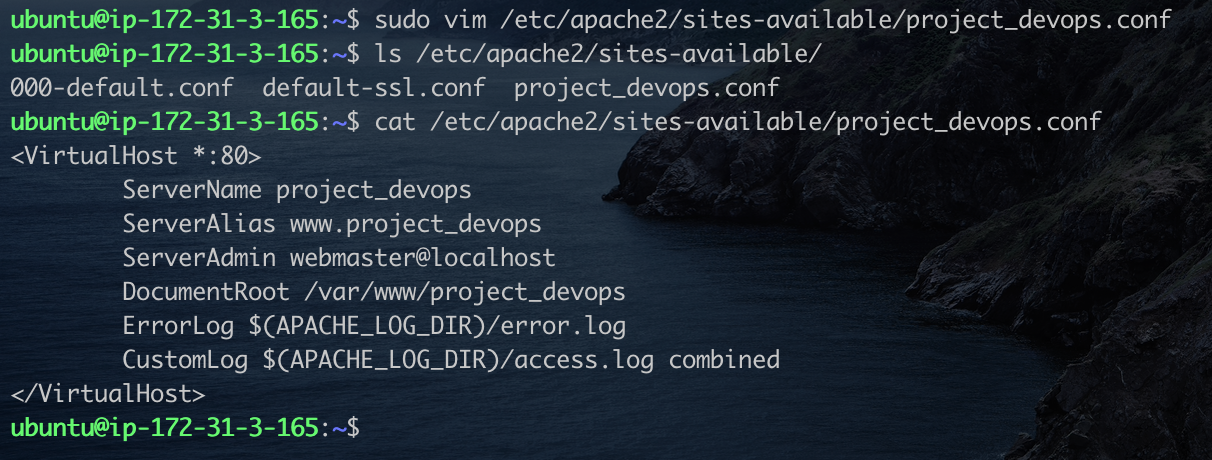 ubuntu@ip-172-31-3-165:~$ sudo vim /etc/apache2/sites-available/project_devops.conf
ubuntu@ip-172-31-3-165:~$ ls /etc/apache2/sites-available/
000-default.conf  default-ssl.conf  project_devops.conf
ubuntu@ip-172-31-3-165:~$ cat /etc/apache2/sites-available/project_devops.conf
<VirtualHost *:80>
        ServerName project_devops
        ServerAlias www.project_devops
        ServerAdmin webmaster@localhost
        DocumentRoot /var/www/project_devops
        ErrorLog $(APACHE_LOG_DIR)/error.log
        CustomLog $(APACHE_LOG_DIR)/access.log combined
</VirtualHost>
ubuntu@ip-172-31-3-165:~$